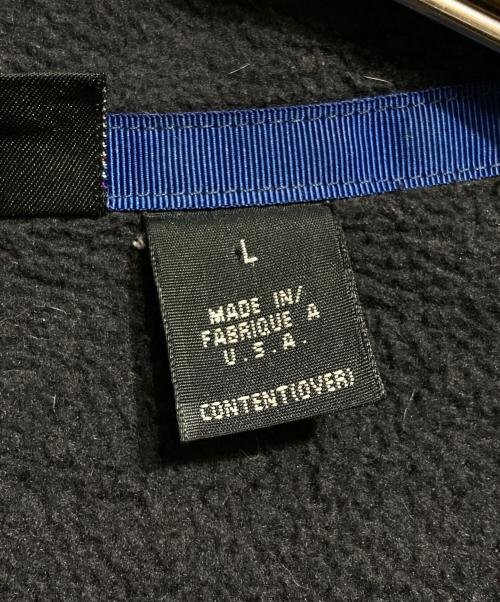 L
MADE IN/
FABRIQUE A
U.S.A.
CONTENT(OVER)